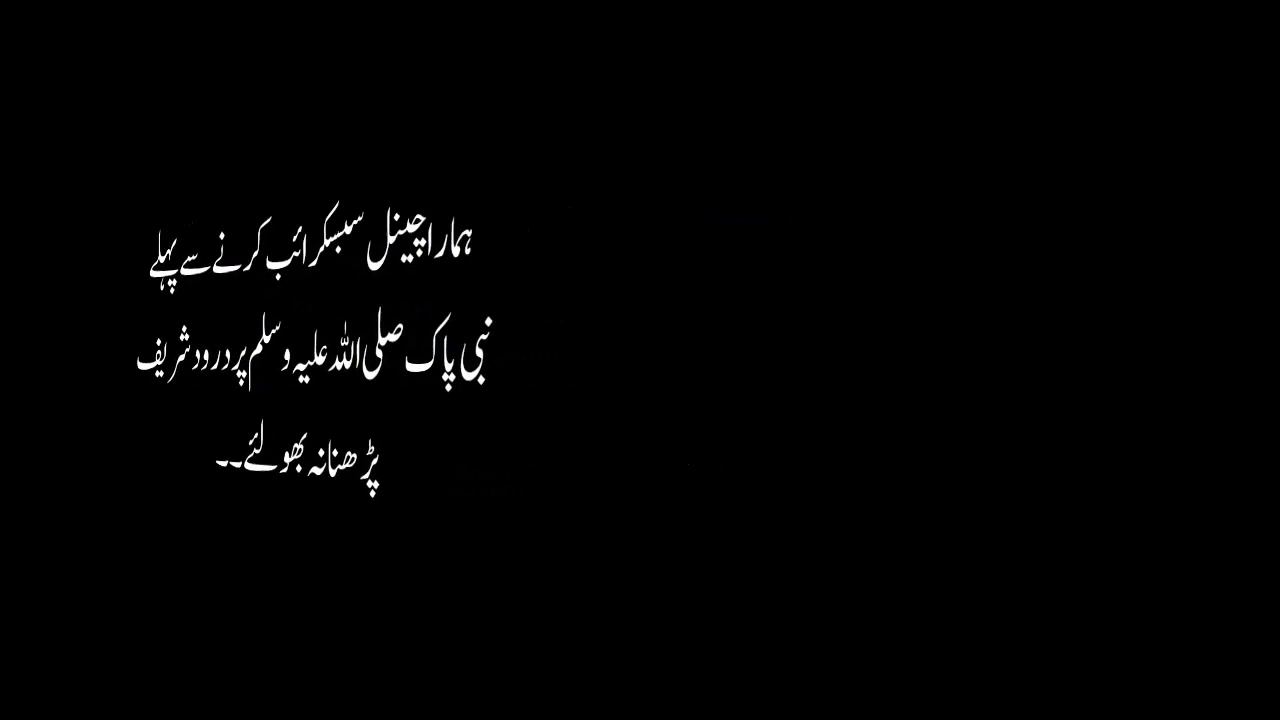 ہمارا چینل سبسکرائب کرنے سے پہلے
نبی پاک صلی اللہ علیہ وسلم پر درود شریف
پڑھنا نہ بھولئے۔۔